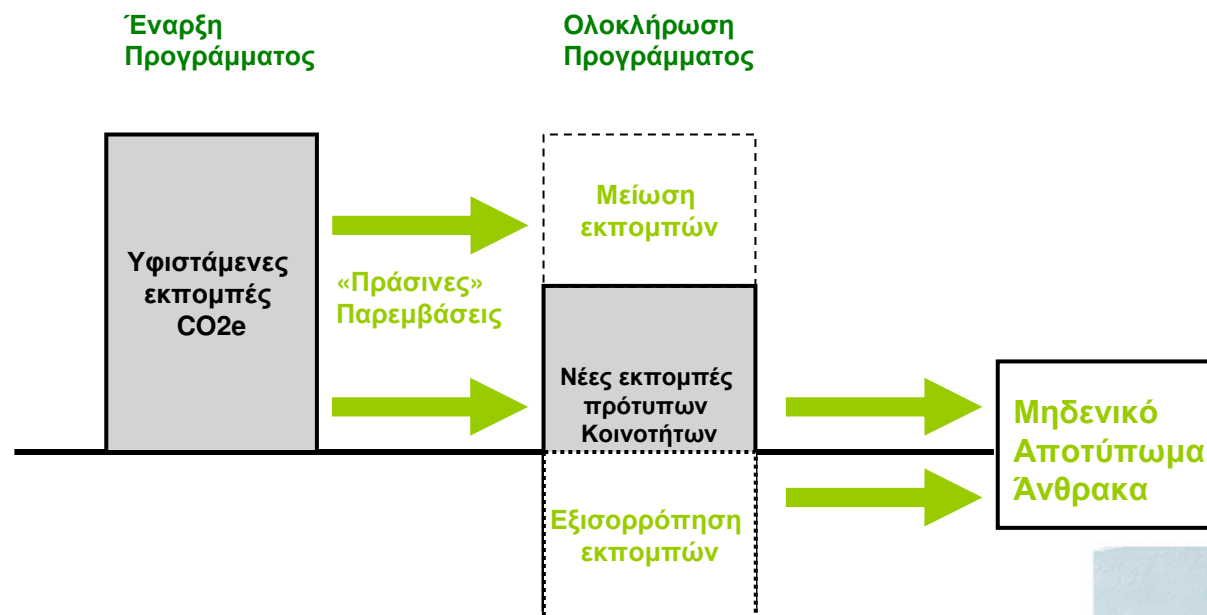 Έναρξη
Προγράμματος
Ολοκλήρωση
Προγράμματος
Υφιστάμενες
εκπομπές
CO2e
«Πράσινες»
Παρεμβάσεις
Μείωση
εκπομπών
Νέες εκπομπές
πρότυπων
Κοινοτήτων
Εξισορρόπηση
εκπομπών
Μηδενικό
Αποτύπωμα
Άνθρακα